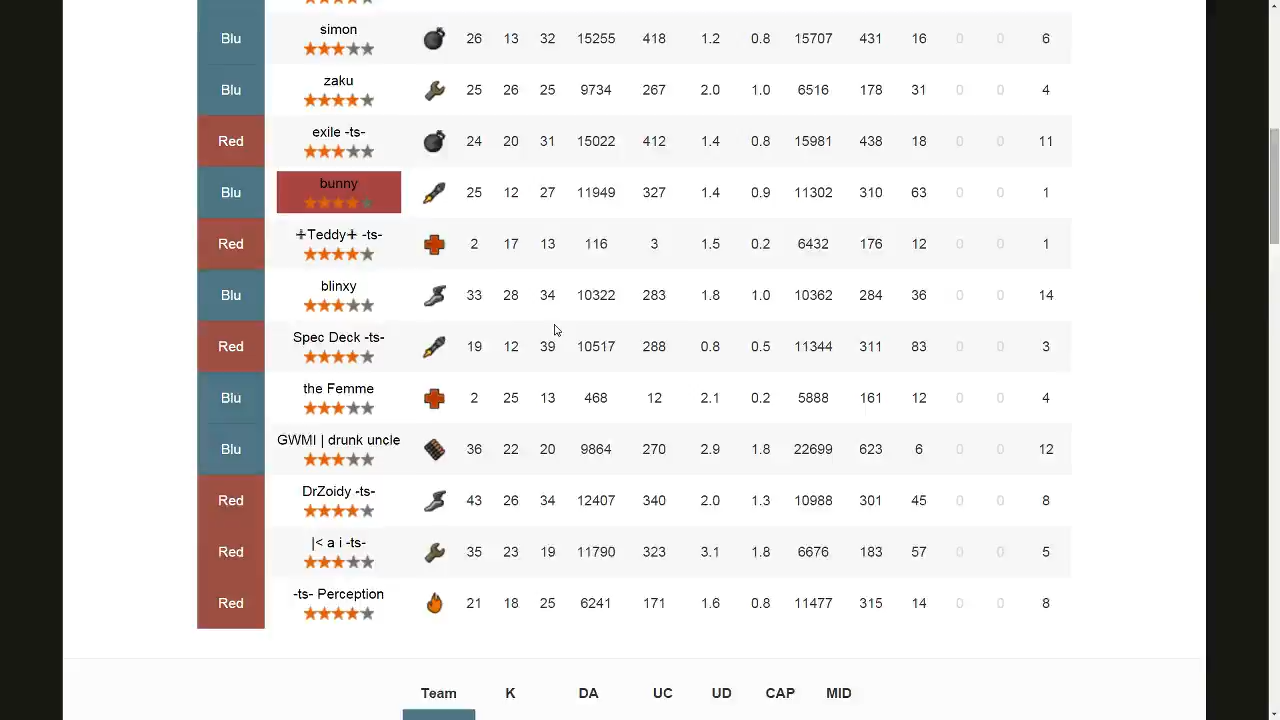 Blu simon 26 13 32 15255 418 1.2 0.8 15707 431 16 0 0 6
Blu zaku 25 26 25 9734 267 2.0 1.0 6516 178 31 0 0 4
Red exile -ts- 24 20 31 15022 412 1.4 0.8 15981 438 18 0 0 11
Blu bunny 25 12 27 11949 327 1.4 0.9 11302 310 63 0 0 1
Red +Teddy+ -ts- 2 17 13 116 3 1.5 0.2 6432 176 12 0 0 1
Blu blinxy 33 28 34 10322 283 1.8 1.0 10362 284 36 0 0 14
Red Spec Deck -ts- 19 12 39 10517 288 0.8 0.5 11344 311 83 0 0 3
Blu the Femme 2 25 13 468 12 2.1 0.2 5888 161 12 0 0 4
Blu GWMI | drunk uncle 36 22 20 9864 270 2.9 1.8 22699 623 6 0 0 12
Red DrZoidy -ts- 43 26 34 12407 340 2.0 1.3 10988 301 45 0 0 8
Red |< a i -ts- 35 23 19 11790 323 3.1 1.8 6676 183 57 0 0 5
Red -ts- Perception 21 18 25 6241 171 1.6 0.8 11477 315 14 0 0 8
Team K DA UC UD CAP MID